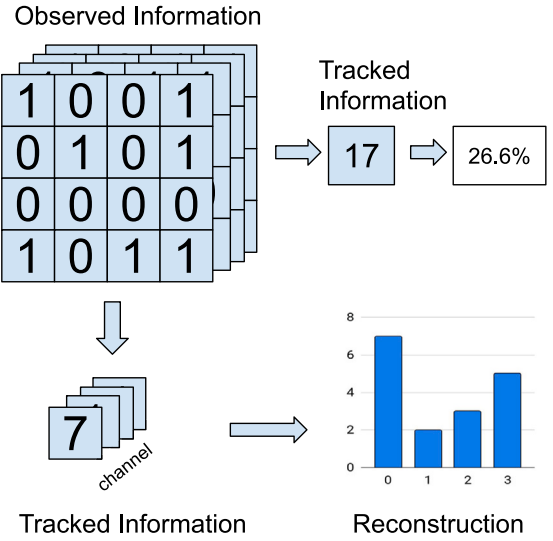 Observed Information
1 0 0 1
0 1 0 1
0 0 0 0
1 0 1 1
Tracked
Information
17
26.6%
7
channel
Tracked Information
8
6
4
2
0
0 1 2 3
Reconstruction